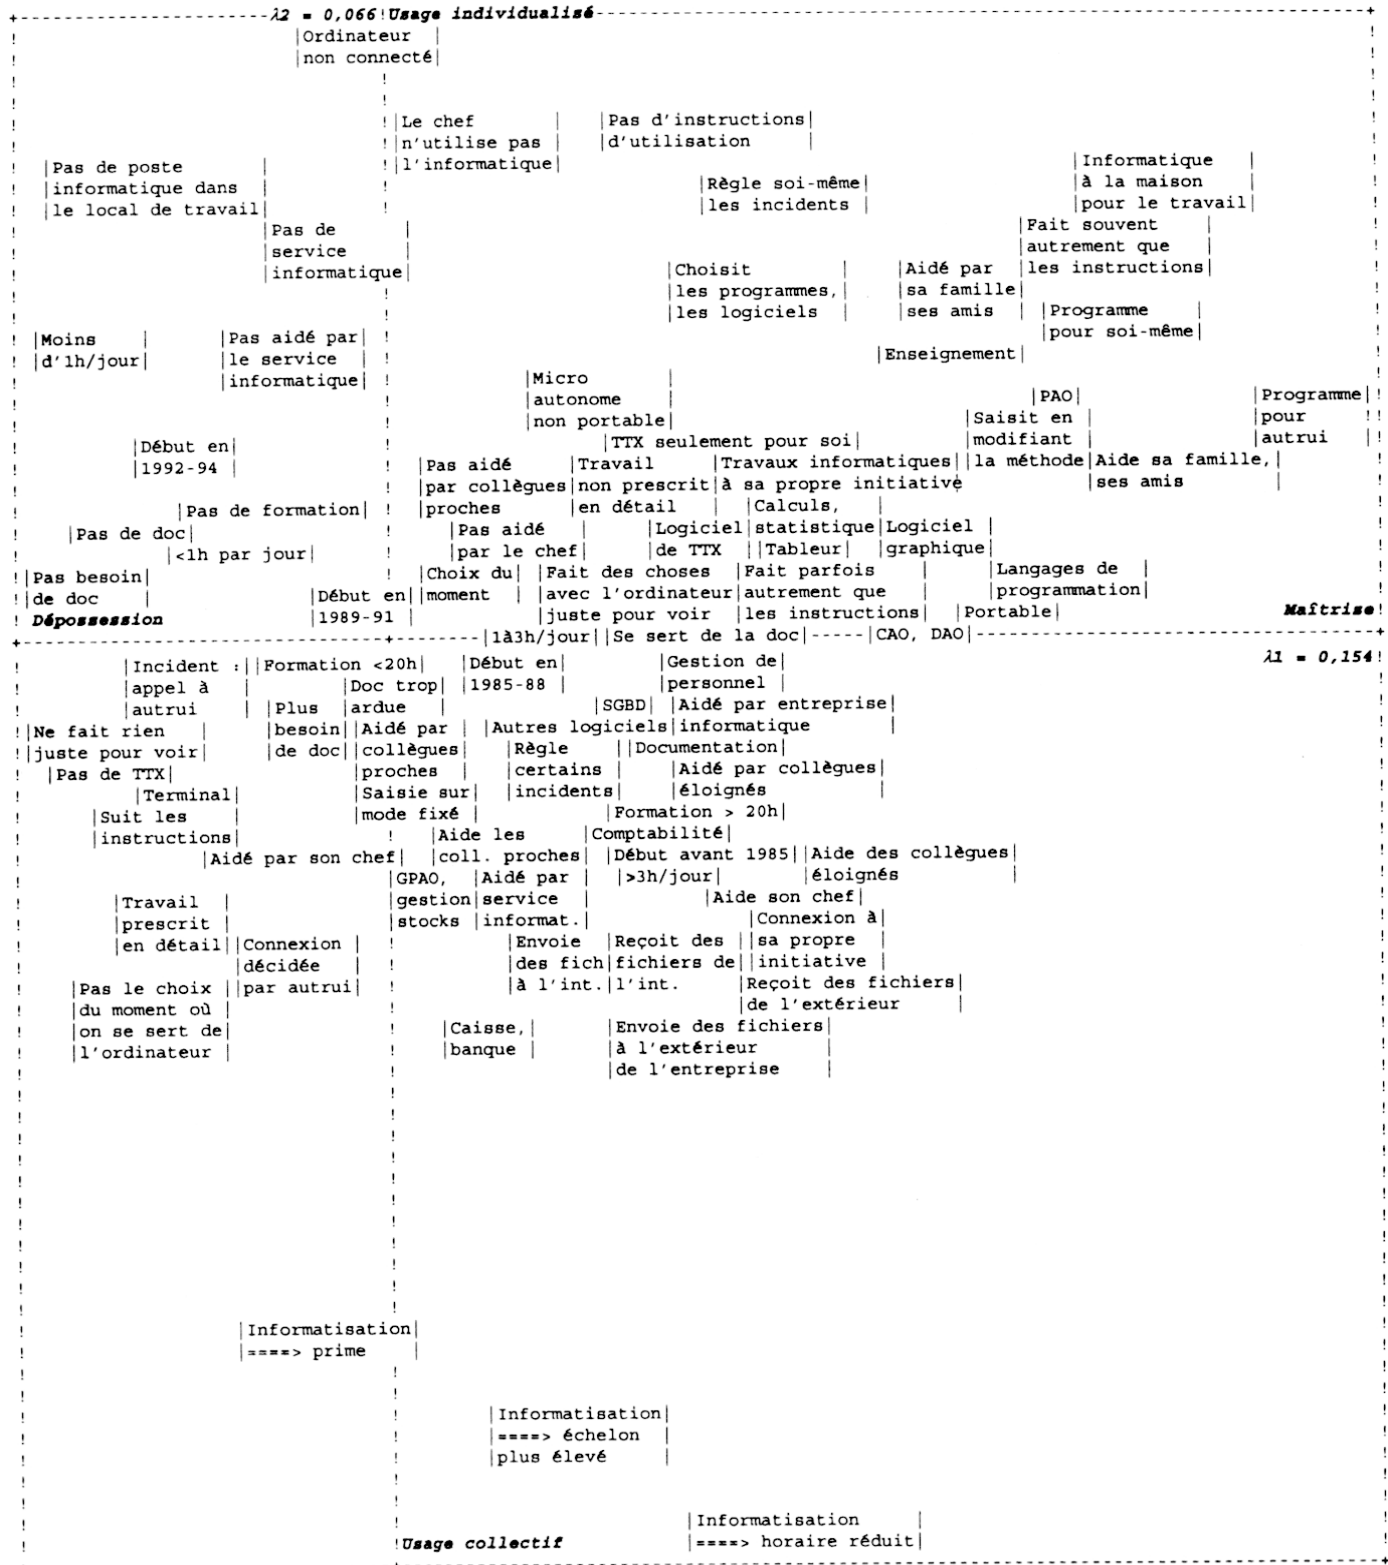 λ2 = 0,066 Usage individualisé
Ordinateur
non connecté
Le chef
n'utilise pas
l'informatique
Pas d'instructions
d'utilisation
Pas de poste
informatique dans
le local de travail
Règle soi-même
les incidents
Informatique
à la maison
pour le travail
Pas de
service
informatique
Fait souvent
autrement que
les instructions
Choisit
les programmes,
les logiciels
Aidé par
sa famille
ses amis
Programme
pour soi-même
Moins
d'1h/jour
Pas aidé par
le service
informatique
Enseignement
Micro
autonome
non portable
PAO
Programme
pour
autrui
Saisit en
modifiant
la méthode
Début en
1992-94
TTX seulement pour soi
Pas aidé
par collègues
proches
Travail
non prescrit
en détail
Travaux informatiques
à sa propre initiative
Aide sa famille,
ses amis
Pas de formation
Calculs,
statistique
Pas de doc
<1h par jour
Pas aidé
par le chef
Logiciel
de TTX
Tableur
Logiciel
graphique
Pas besoin
de doc
Début en
1989-91
Choix du
moment
Fait des choses
avec l'ordinateur
juste pour voir
Fait parfois
autrement que
les instructions
Langages de
programmation
Portable
Dépossession
Maîtrise
1à3h/jour
Se sert de la doc
CAO, DAO
λ1 = 0,154
Incident :
appel à
autrui
Formation <20h
Début en
1985-88
Gestion de
personnel
Doc trop
ardue
Plus
besoin
de doc
SGBD
Aidé par entreprise
informatique
Ne fait rien
juste pour voir
Aidé par
collègues
proches
Autres logiciels
Règle
certains
incidents
Documentation
Pas de TTX
Aidé par collègues
éloignés
Terminal
Saisie sur
mode fixé
Suit les
instructions
Formation > 20h
Aide les
coll. proches
Comptabilité
Aidé par son chef
Début avant 1985
Aide des collègues
éloignés
GPAO,
gestion
stocks
Aidé par
service
informat.
>3h/jour
Travail
prescrit
en détail
Aide son chef
Connexion à
sa propre
initiative
Connexion
décidée
par autrui
Envoie
des fich
à l'int.
Reçoit des
fichiers de
l'int.
Pas le choix
du moment où
on se sert de
l'ordinateur
Reçoit des fichiers
de l'extérieur
Caisse,
banque
Envoie des fichiers
à l'extérieur
de l'entreprise
Informatisation
====> prime
Informatisation
====> échelon
plus élevé
Informatisation
====> horaire réduit
Usage collectif